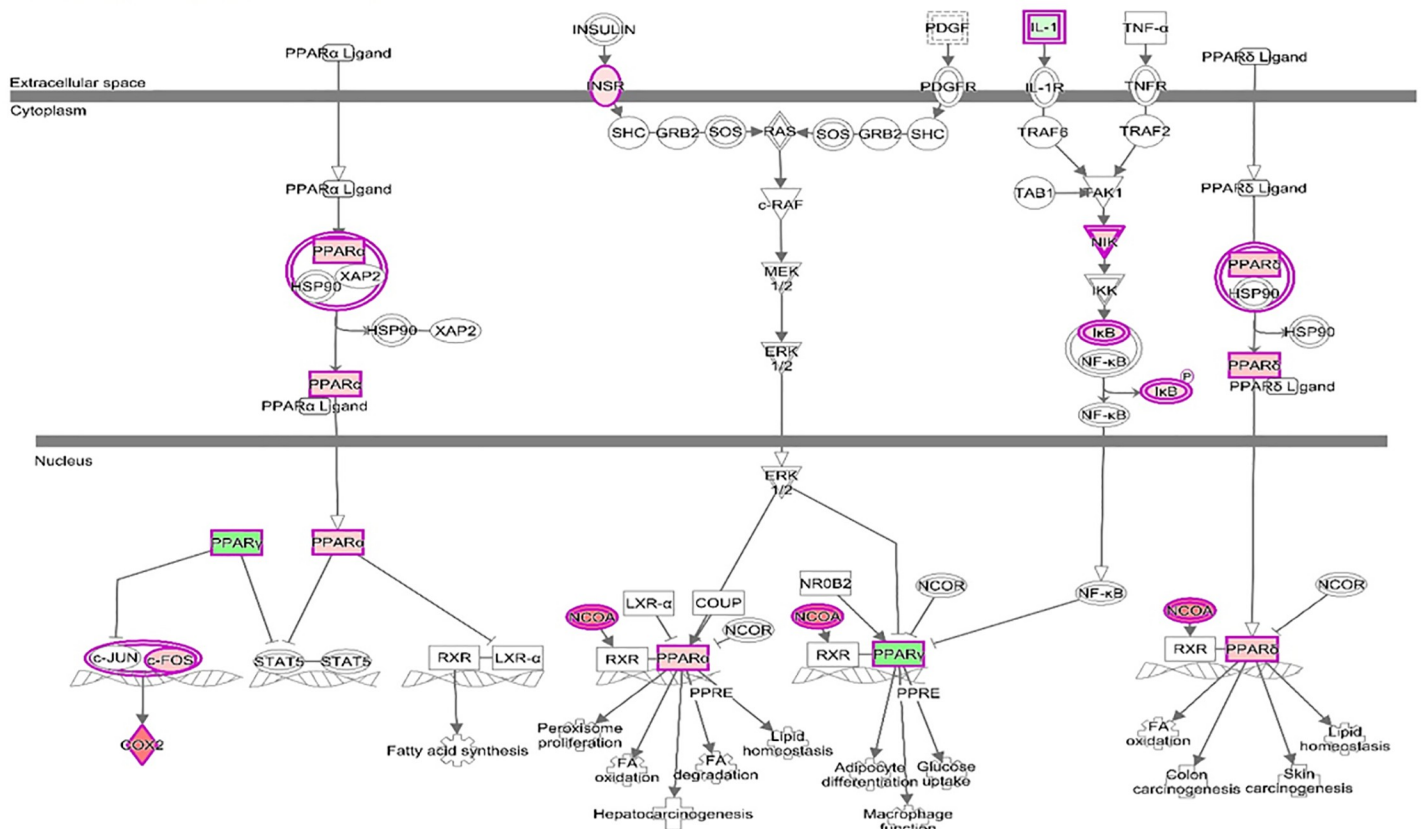 INSULIN
PDGF
IL-1
TNF-α
PPARα Ligand
PPARδ Ligand
Extracellular space
INSR
PDGFR
IL-1R
TNFR
Cytoplasm
SHC
GRB2
SOS
RAS
SOS
GRB2
SHC
TRAF6
TRAF2
PPARα Ligand
c-RAF
TAB1
TAK1
PPARδ Ligand
PPARα
XAP2
HSP90
MEK
1/2
NIK
IKK
PPARδ
HSP90
HSP90
XAP2
IκB
HSP90
ERK
1/2
NF-κB
PPARδ
PPARα
P
IκB
PPARδ Ligand
PPARα Ligand
NF-κB
Nucleus
ERK
1/2
PPARγ
PPARα
NR0B2
NCOR
NF-κB
NCOR
NCOA
LXR-α
COUP
NCOA
NCOA
NCOR
c-JUN
c-FOS
STAT5
STAT5
RXR
LXR-α
RXR
PPARα
RXR
PPARγ
RXR
PPARδ
PPRE
PPRE
COX2
Fatty acid synthesis
Peroxisome
proliferation
FA
oxidation
FA
degradation
Lipid
homeostasis
Hepatocarcinogenesis
Adipocyte
differentiation
Glucose
uptake
Macrophage
function
FA
oxidation
Lipid
homeostasis
Colon
carcinogenesis
Skin
carcinogenesis